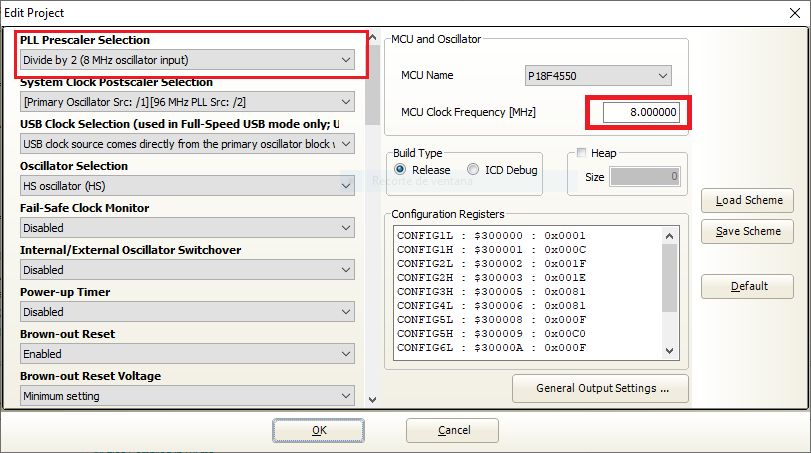 Edit Project
PLL Prescaler Selection
Divide by 2 (8 MHz oscillator input)
System Clock Postscaler Selection
[Primary Oscillator Src: /1][96 MHz PLL Src: /2]
USB Clock Selection (used in Full-Speed USB mode only; U
USB clock source comes directly from the primary oscillator block v
Oscillator Selection
HS oscillator (HS)
Fail-Safe Clock Monitor
Disabled
Internal/External Oscillator Switchover
Disabled
Power-up Timer
Disabled
Brown-out Reset
Enabled
Brown-out Reset Voltage
Minimum setting
MCU and Oscillator
MCU Name
P18F4550
MCU Clock Frequency [MHz]
8.000000
Build Type
Release
ICD Debug
Heap
Size
0
Recorte de ventana
Configuration Registers
CONFIG1L : $300000 : 0x0001
CONFIG1H : $300001 : 0x000C
CONFIG2L : $300002 : 0x001F
CONFIG2H : $300003 : 0x001E
CONFIG3H : $300005 : 0x0081
CONFIG4L : $300006 : 0x0081
CONFIG5L : $300008 : 0x000F
CONFIG5H : $300009 : 0x00C0
CONFIG6L : $30000A : 0x000F
General Output Settings ...
Load Scheme
Save Scheme
Default
OK
Cancel